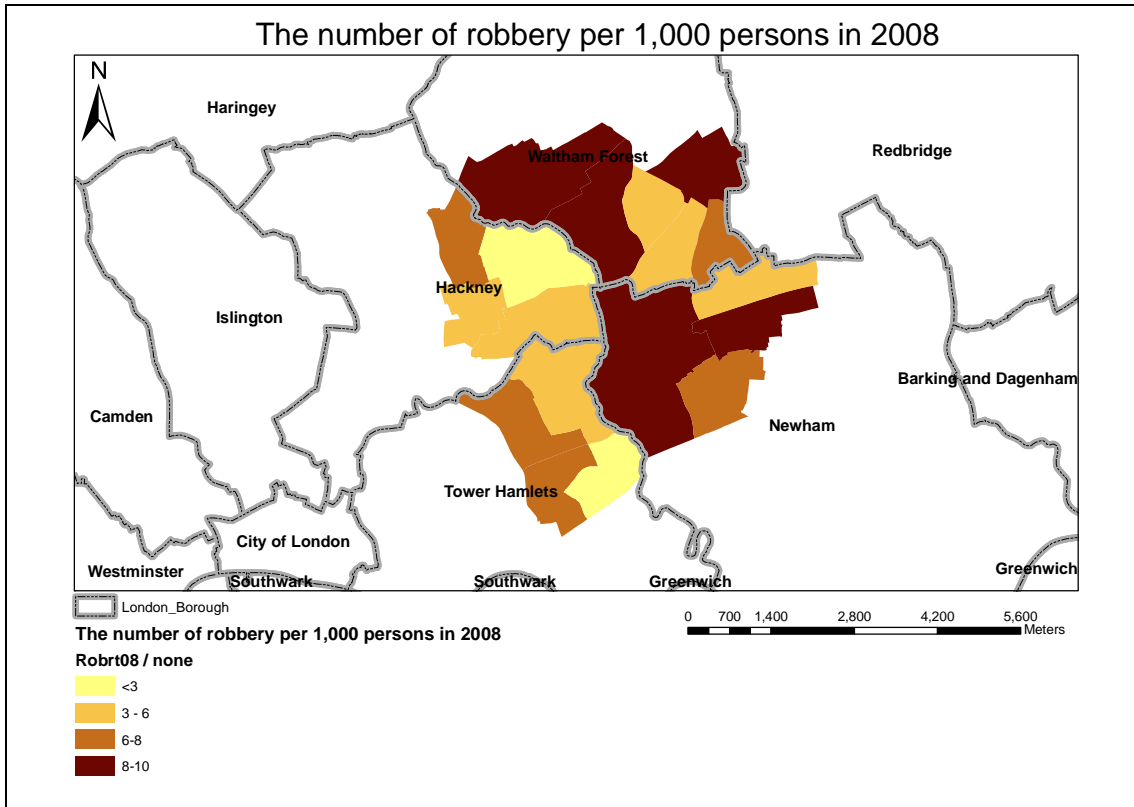 The number of robbery per 1,000 persons in 2008
N
Haringey
Waltham Forest
Redbridge
Hackney
Islington
Barking and Dagenham
Camden
Newham
Tower Hamlets
City of London
Westminster
Southwark
Southwark
Greenwich
Greenwich
London_Borough
0 700 1,400 2,800 4,200 5,600
Meters
The number of robbery per 1,000 persons in 2008
Robrt08 / none
<3
3 - 6
6-8
8-10